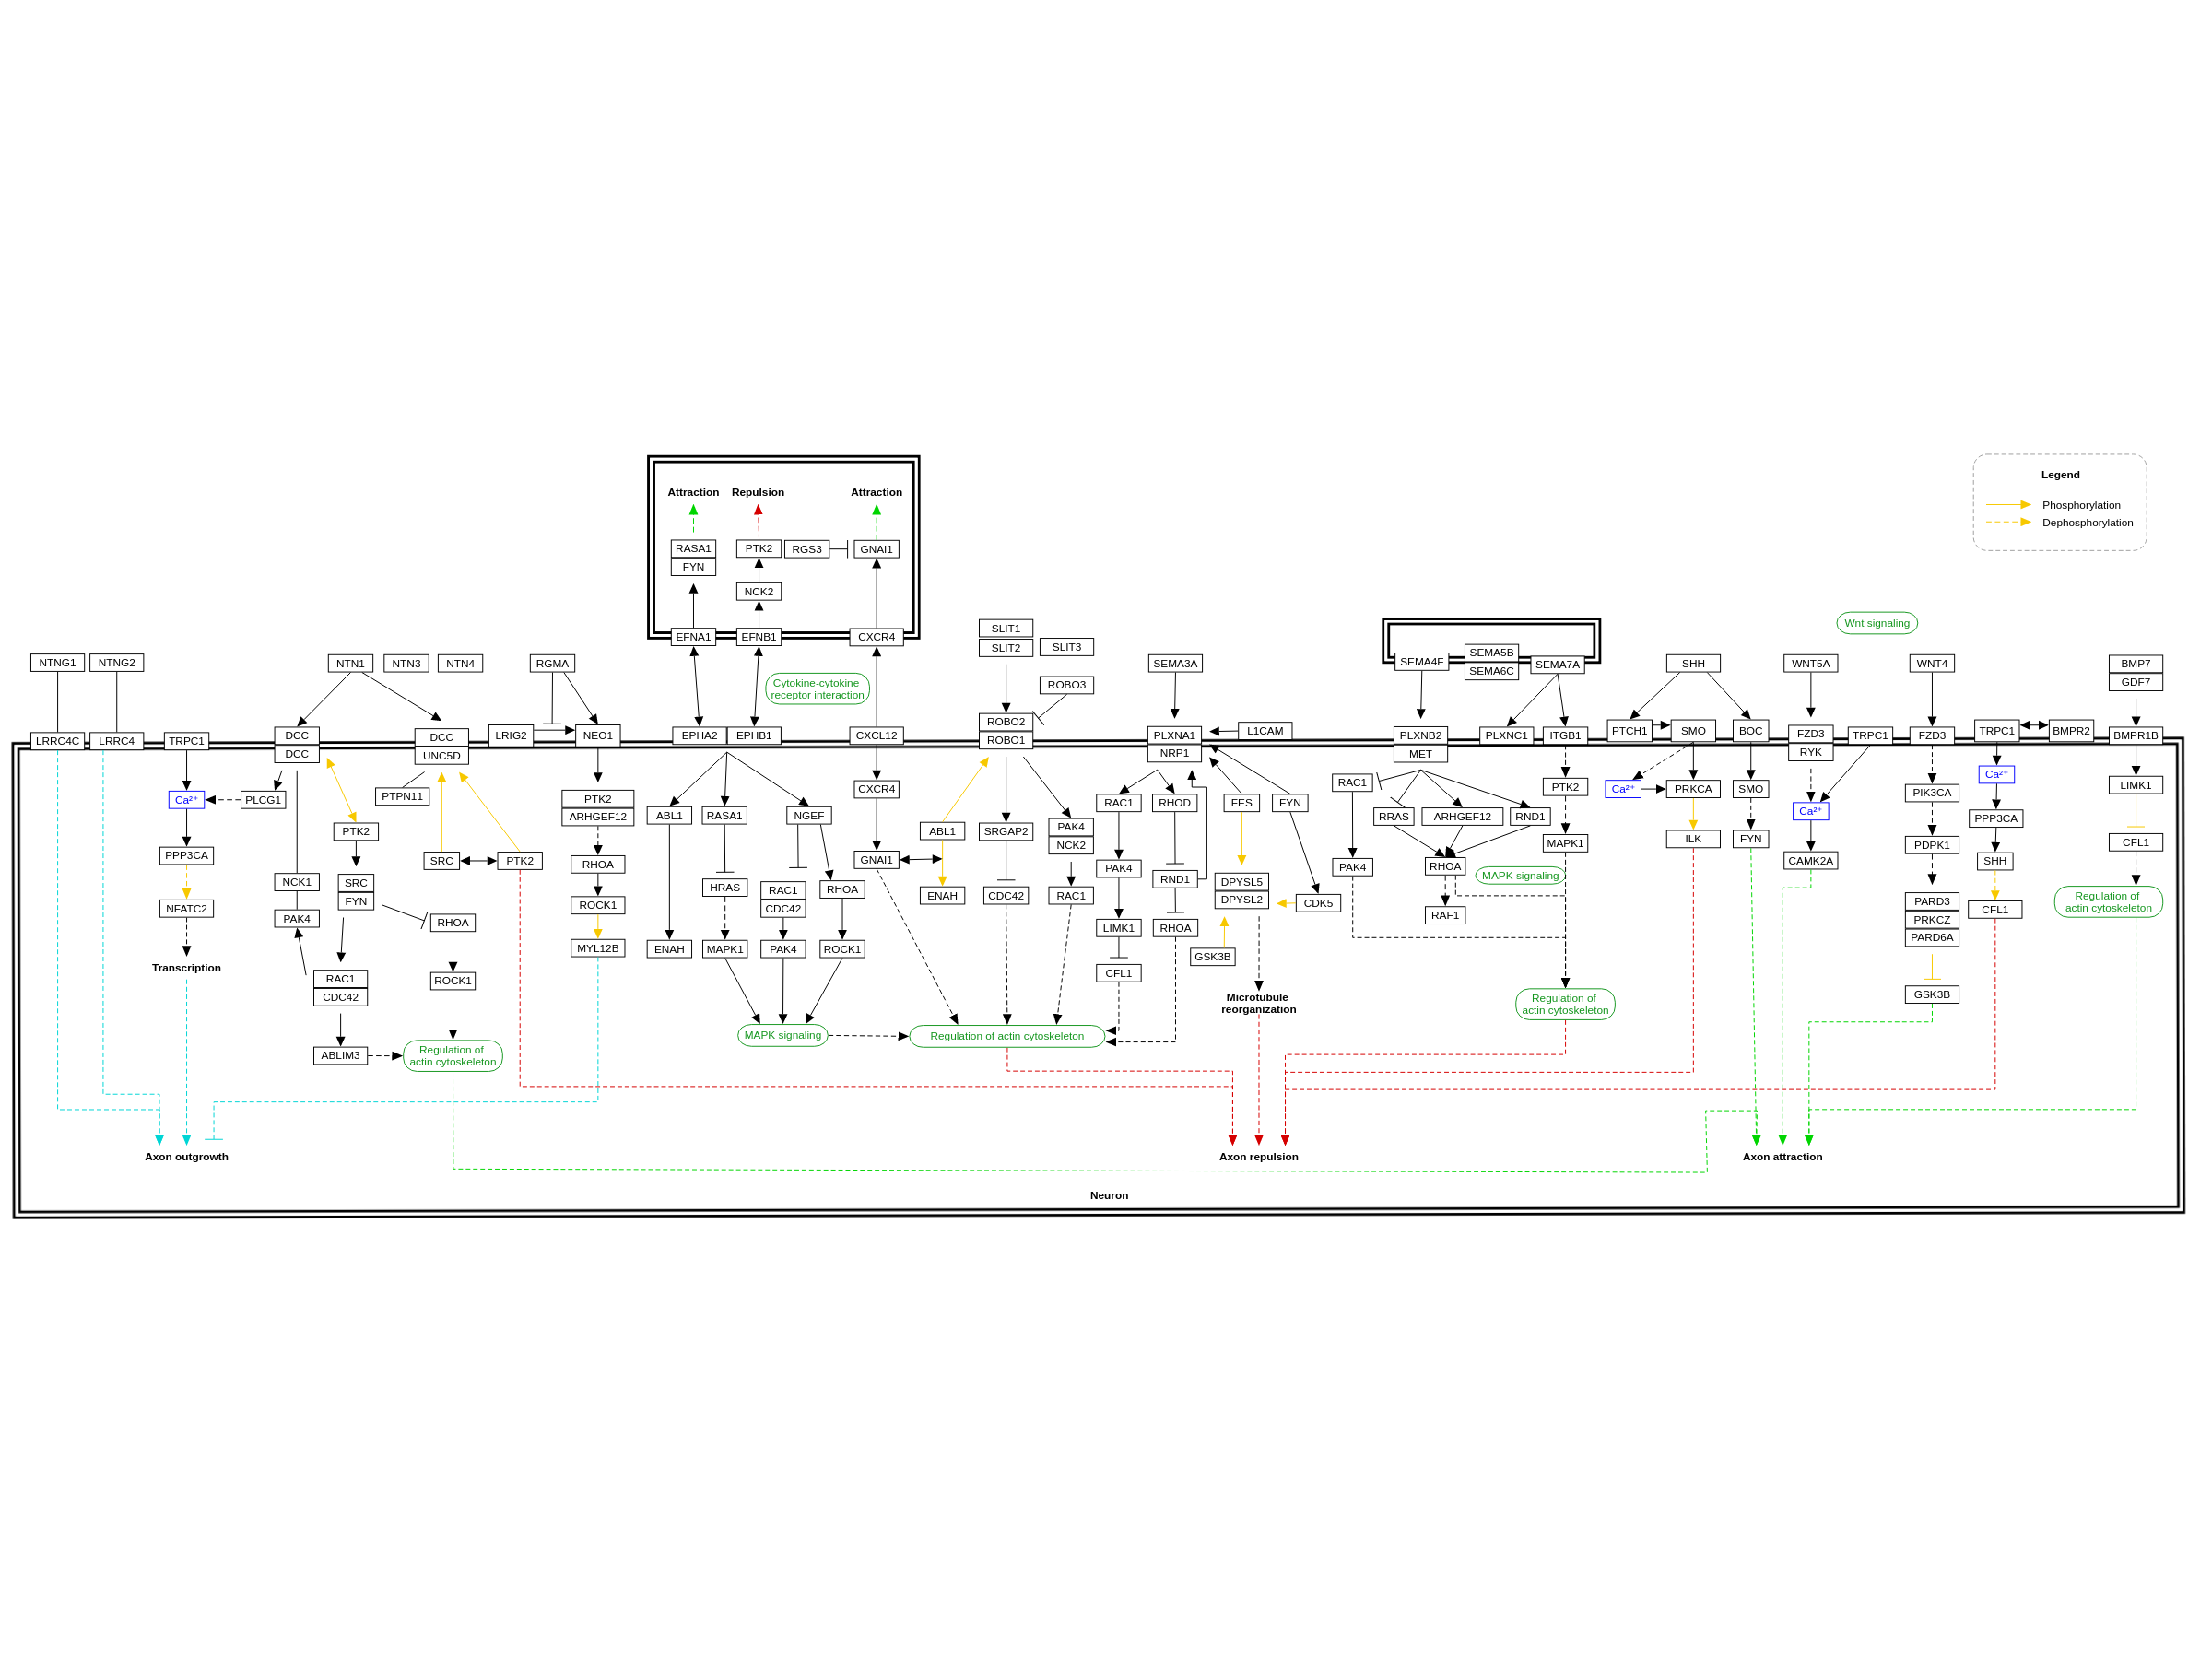 Legend
Phosphorylation
Dephosphorylation
Attraction
Repulsion
Attraction
RASA1
FYN
PTK2
RGS3
GNAI1
NCK2
EFNA1
EFNB1
CXCR4
Cytokine-cytokine
receptor interaction
Wnt signaling
NTNG1
NTNG2
NTN1
NTN3
NTN4
RGMA
SLIT1
SLIT2
SLIT3
ROBO3
SEMA3A
SEMA4F
SEMA5B
SEMA6C
SEMA7A
SHH
WNT5A
WNT4
BMP7
GDF7
LRRC4C
LRRC4
TRPC1
DCC
DCC
DCC
UNC5D
LRIG2
NEO1
EPHA2
EPHB1
CXCL12
ROBO2
ROBO1
PLXNA1
NRP1
L1CAM
PLXNB2
MET
PLXNC1
ITGB1
PTCH1
SMO
BOC
FZD3
RYK
TRPC1
FZD3
TRPC1
BMPR2
BMPR1B
Ca²⁺
PLCG1
PPP3CA
NFATC2
Transcription
NCK1
PAK4
PTK2
SRC
FYN
RAC1
CDC42
ABLIM3
PTPN11
SRC
PTK2
RHOA
ROCK1
Regulation of
actin cytoskeleton
PTK2
ARHGEF12
RHOA
ROCK1
MYL12B
ABL1
RASA1
NGEF
HRAS
RAC1
CDC42
RHOA
ENAH
MAPK1
PAK4
ROCK1
MAPK signaling
CXCR4
GNAI1
ABL1
ENAH
SRGAP2
CDC42
PAK4
NCK2
RAC1
Regulation of actin cytoskeleton
RAC1
RHOD
PAK4
RND1
LIMK1
RHOA
CFL1
FES
FYN
DPYSL5
DPYSL2
CDK5
GSK3B
Microtubule
reorganization
RAC1
RRAS
ARHGEF12
RND1
PAK4
RHOA
RAF1
MAPK signaling
PTK2
MAPK1
Regulation of
actin cytoskeleton
Ca²⁺
PRKCA
ILK
SMO
FYN
Ca²⁺
CAMK2A
PIK3CA
PDPK1
PARD3
PRKCZ
PARD6A
GSK3B
Ca²⁺
PPP3CA
SHH
CFL1
LIMK1
CFL1
Regulation of
actin cytoskeleton
Axon outgrowth
Axon repulsion
Axon attraction
Neuron